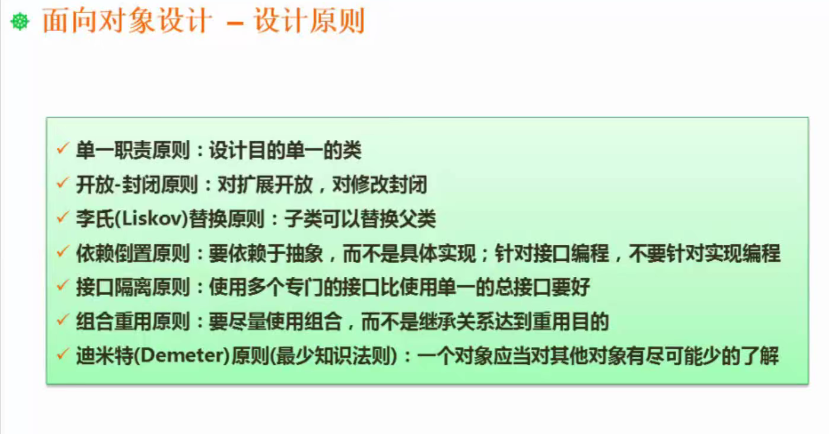 面向对象设计 – 设计原则
单一职责原则：设计目的单一的类
开放-封闭原则：对扩展开放，对修改封闭
李氏(Liskov)替换原则：子类可以替换父类
依赖倒置原则：要依赖于抽象，而不是具体实现；针对接口编程，不要针对实现编程
接口隔离原则：使用多个专门的接口比使用单一的总接口要好
组合重用原则：要尽量使用组合，而不是继承关系达到重用目的
迪米特(Demeter)原则(最少知识法则)：一个对象应当对其他对象有尽可能少的了解